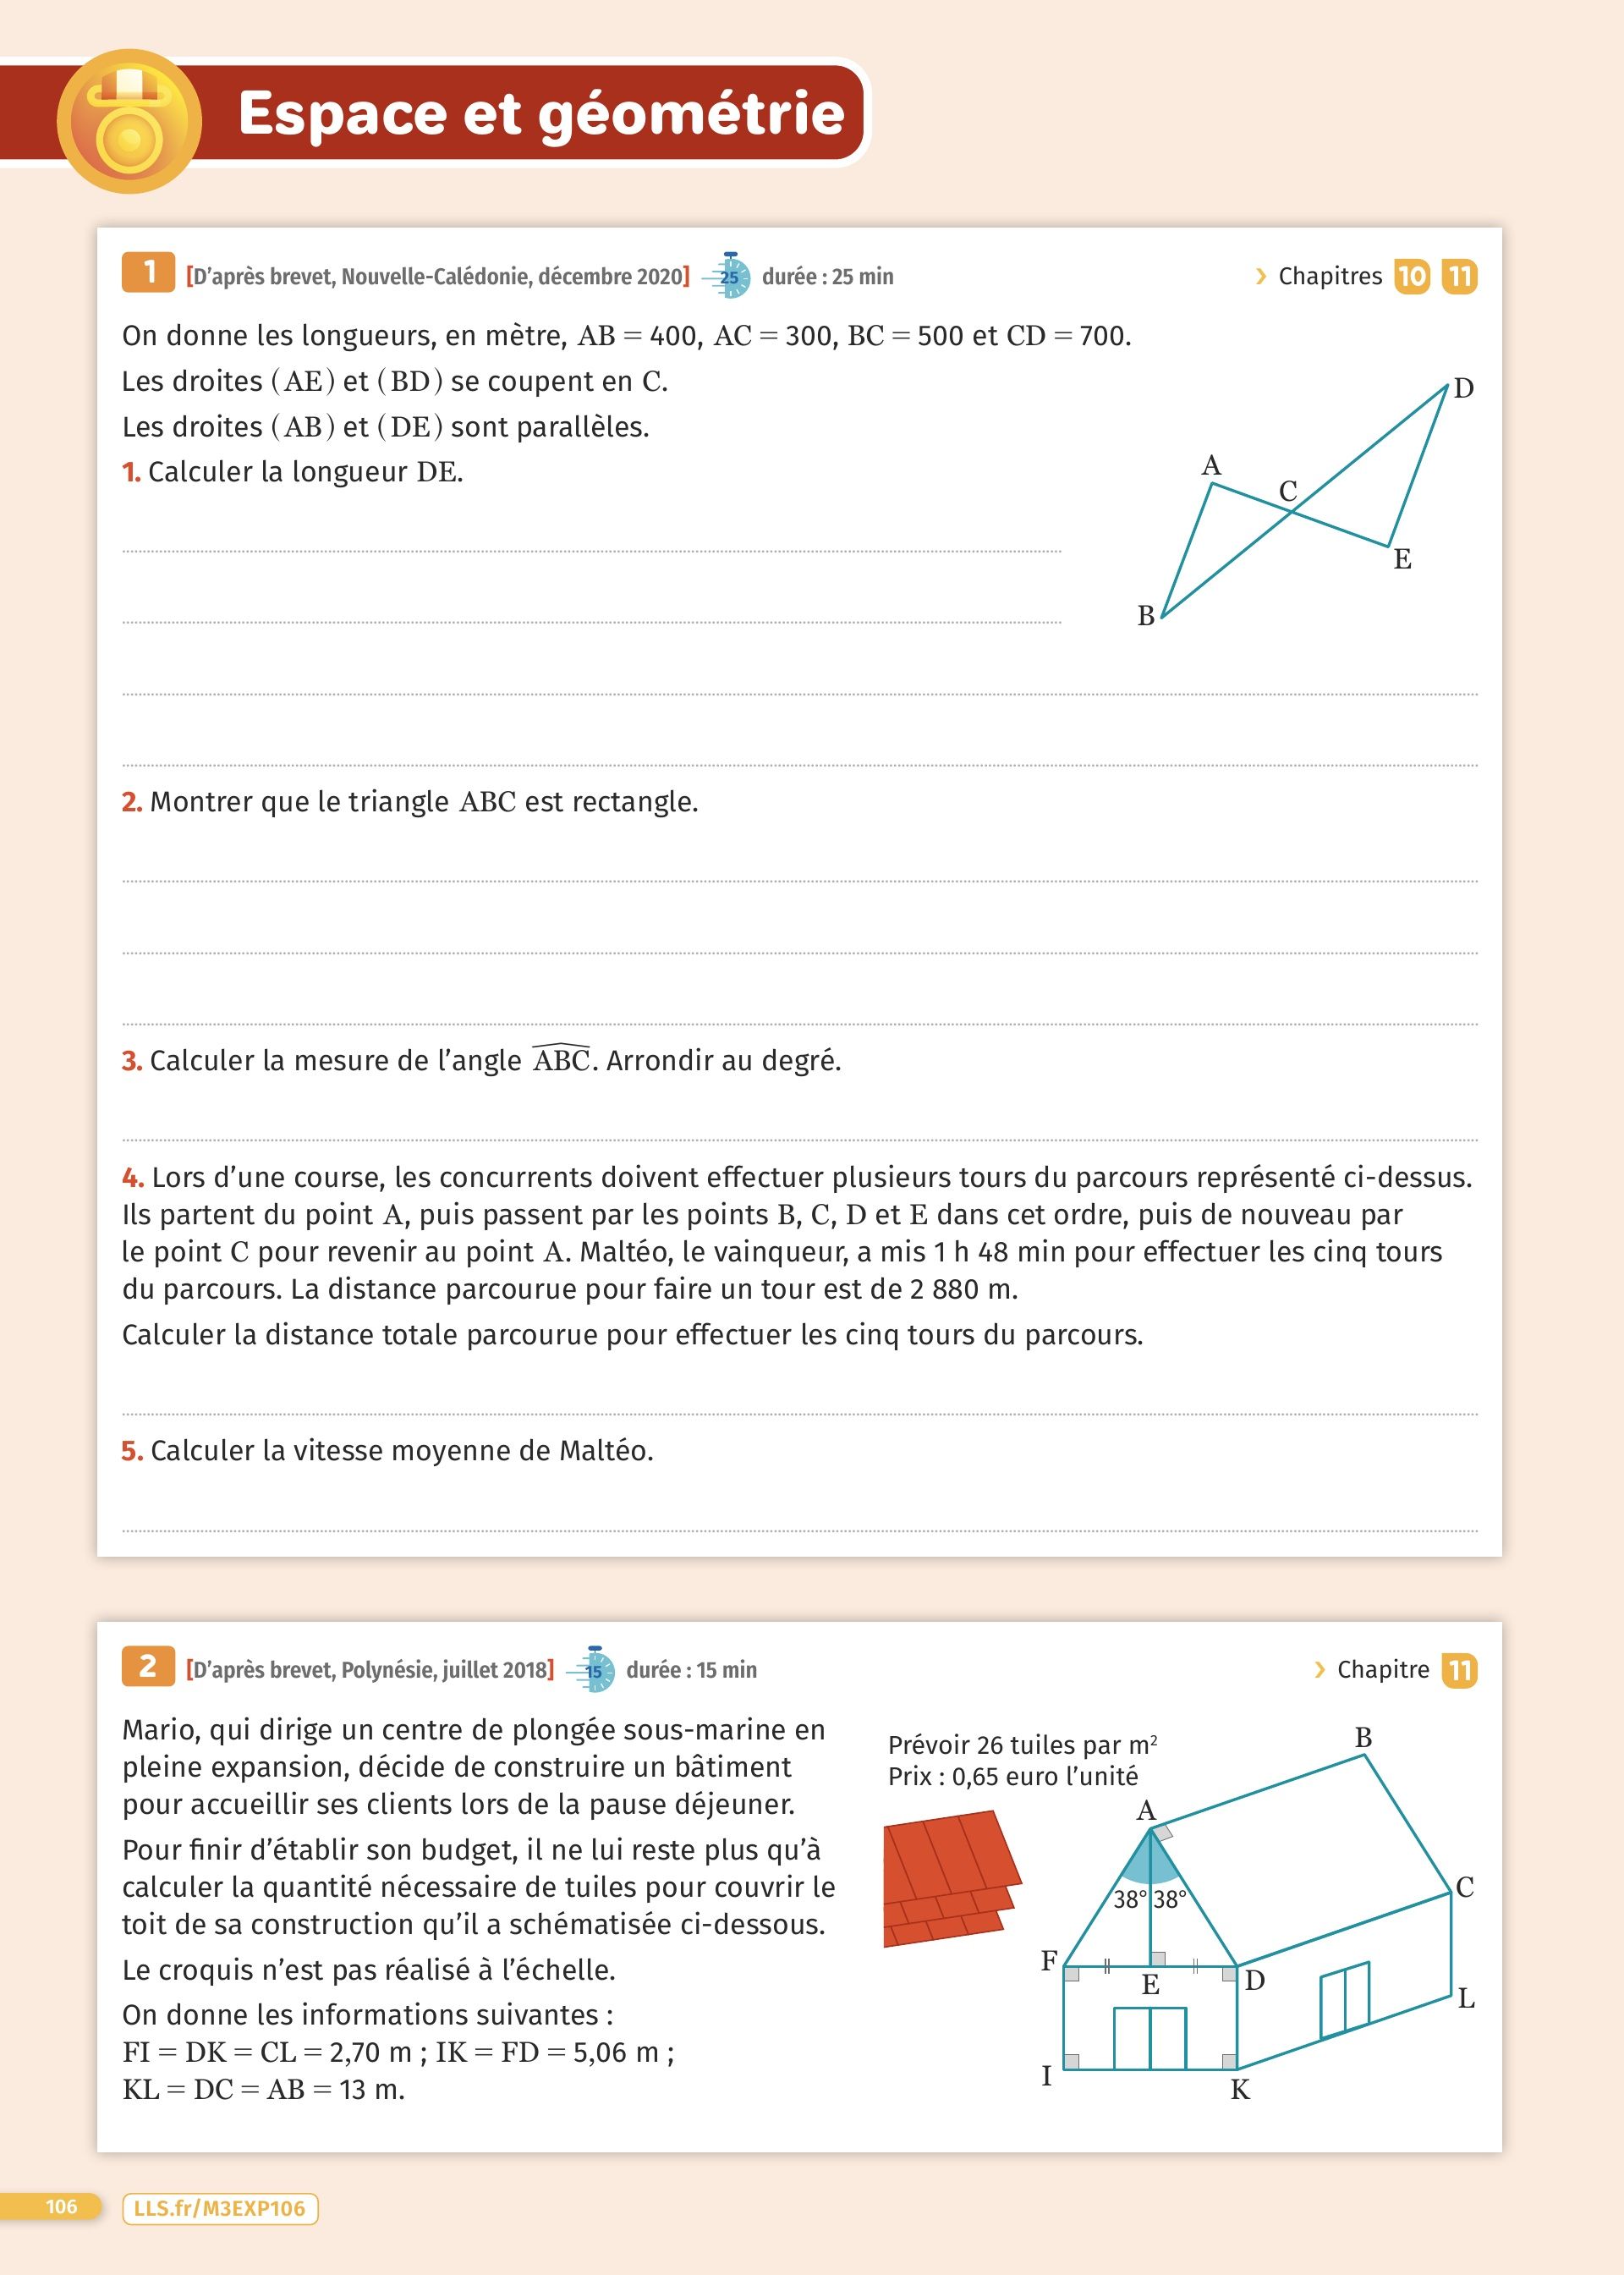 Espace et géométrie
1 [D'après brevet, Nouvelle-Calédonie, décembre 2020] 25 durée : 25 min › Chapitres 10 11
On donne les longueurs, en mètre, AB = 400, AC = 300, BC = 500 et CD = 700.
Les droites (AE) et (BD) se coupent en C.
Les droites (AB) et (DE) sont parallèles.
1. Calculer la longueur DE.
D
A
C
E
B
2. Montrer que le triangle ABC est rectangle.
3. Calculer la mesure de l'angle \widehat{ABC}. Arrondir au degré.
4. Lors d'une course, les concurrents doivent effectuer plusieurs tours du parcours représenté ci-dessus.
Ils partent du point A, puis passent par les points B, C, D et E dans cet ordre, puis de nouveau par
le point C pour revenir au point A. Maltéo, le vainqueur, a mis 1 h 48 min pour effectuer les cinq tours
du parcours. La distance parcourue pour faire un tour est de 2 880 m.
Calculer la distance totale parcourue pour effectuer les cinq tours du parcours.
5. Calculer la vitesse moyenne de Maltéo.
2 [D'après brevet, Polynésie, juillet 2018] 15 durée : 15 min › Chapitre 11
Mario, qui dirige un centre de plongée sous-marine en
pleine expansion, décide de construire un bâtiment
pour accueillir ses clients lors de la pause déjeuner.
Pour finir d'établir son budget, il ne lui reste plus qu'à
calculer la quantité nécessaire de tuiles pour couvrir le
toit de sa construction qu'il a schématisée ci-dessous.
Le croquis n'est pas réalisé à l'échelle.
On donne les informations suivantes :
FI = DK = CL = 2,70 m ; IK = FD = 5,06 m ;
KL = DC = AB = 13 m.
Prévoir 26 tuiles par m²
Prix : 0,65 euro l'unité
B
A
38° 38°
C
F
E
D
L
I
K
106
LLS.fr/M3EXP106